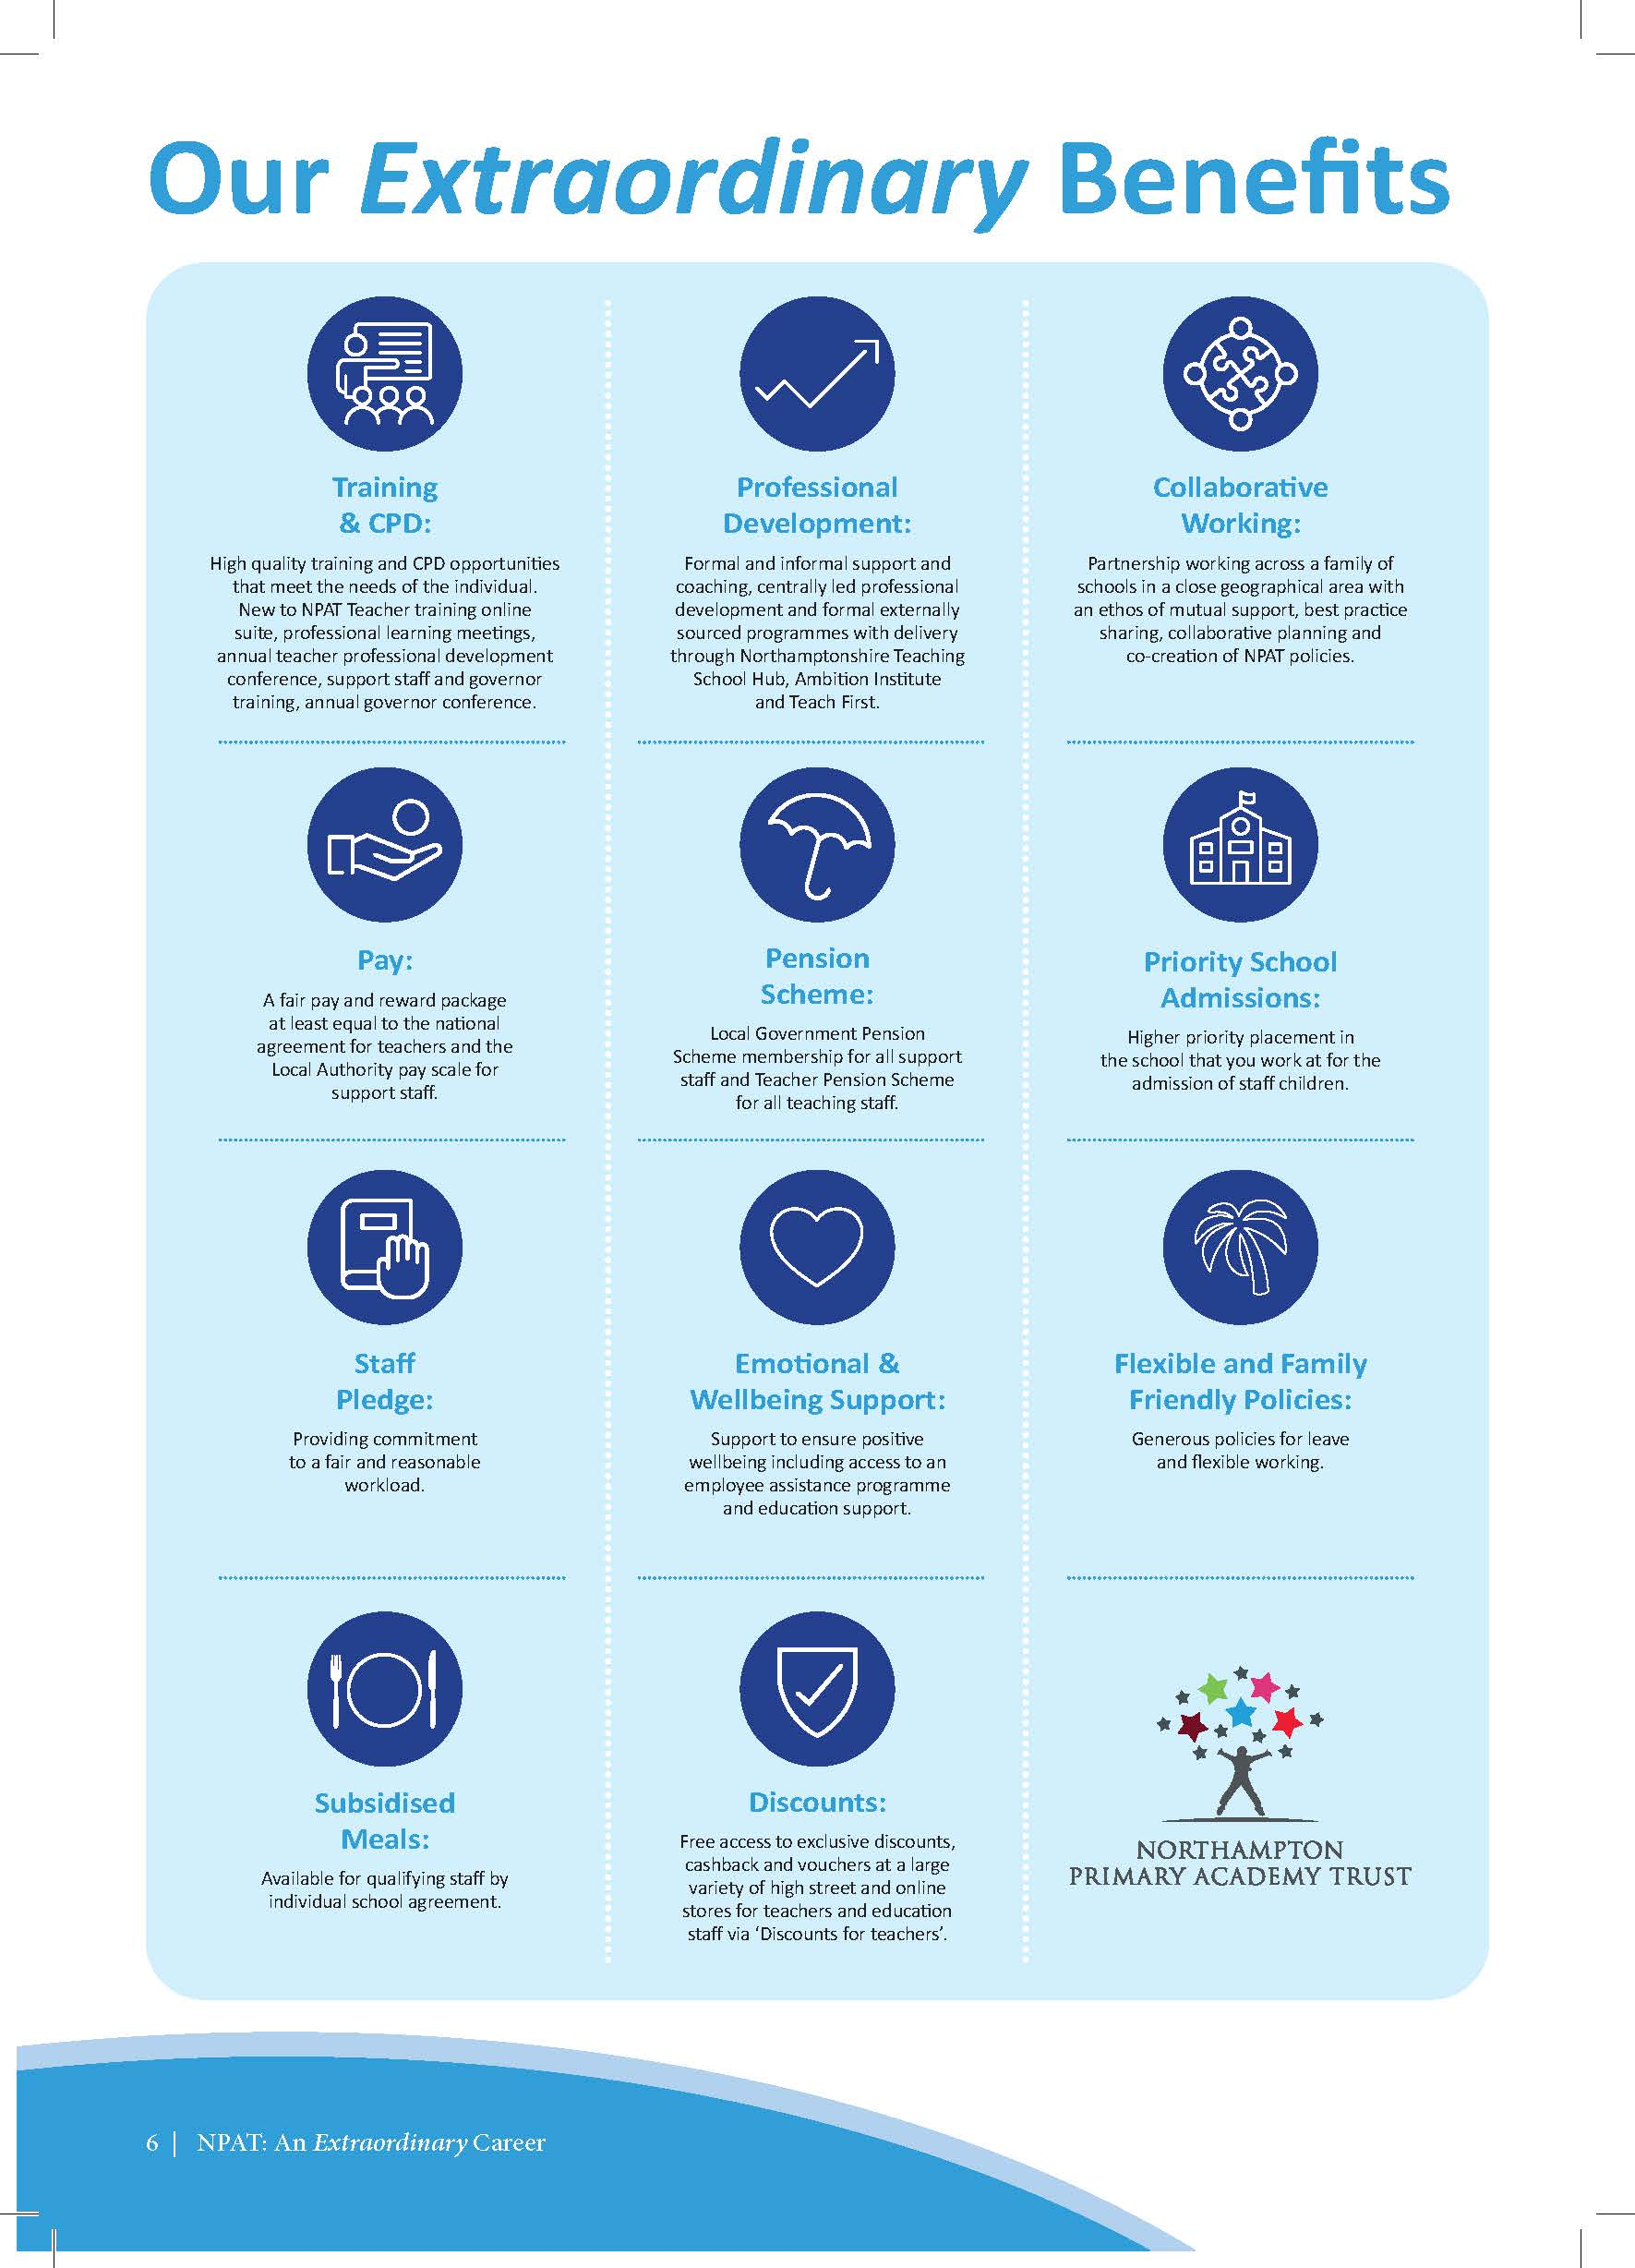 Our Extraordinary Benefits
Training
& CPD:
High quality training and CPD opportunities
that meet the needs of the individual.
New to NPAT Teacher training online
suite, professional learning meetings,
annual teacher professional development
conference, support staff and governor
training, annual governor conference.
Professional
Development:
Formal and informal support and
coaching, centrally led professional
development and formal externally
sourced programmes with delivery
through Northamptonshire Teaching
School Hub, Ambition Institute
and Teach First.
Collaborative
Working:
Partnership working across a family of
schools in a close geographical area with
an ethos of mutual support, best practice
sharing, collaborative planning and
co-creation of NPAT policies.
Pay:
A fair pay and reward package
at least equal to the national
agreement for teachers and the
Local Authority pay scale for
support staff.
Pension
Scheme:
Local Government Pension
Scheme membership for all support
staff and Teacher Pension Scheme
for all teaching staff.
Priority School
Admissions:
Higher priority placement in
the school that you work at for the
admission of staff children.
Staff
Pledge:
Providing commitment
to a fair and reasonable
workload.
Emotional &
Wellbeing Support:
Support to ensure positive
wellbeing including access to an
employee assistance programme
and education support.
Flexible and Family
Friendly Policies:
Generous policies for leave
and flexible working.
Subsidised
Meals:
Available for qualifying staff by
individual school agreement.
Discounts:
Free access to exclusive discounts,
cashback and vouchers at a large
variety of high street and online
stores for teachers and education
staff via ‘Discounts for teachers’.
NORTHAMPTON
PRIMARY ACADEMY TRUST
6 | NPAT: An Extraordinary Career